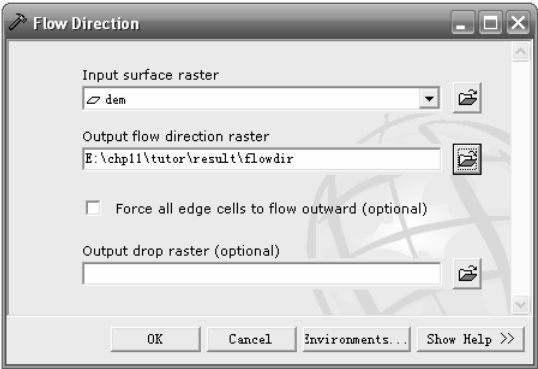 Flow Direction
Input surface raster
dem
Output flow direction raster
E:\chp11\tutor\result\flowdir
Force all edge cells to flow outward (optional)
Output drop raster (optional)
OK Cancel Environments... Show Help >>